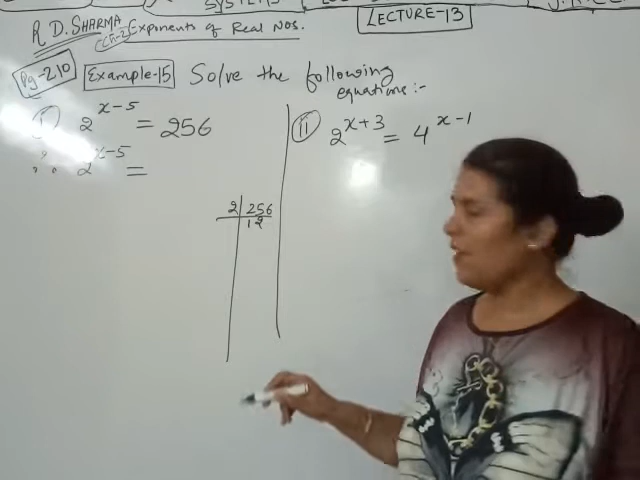 LECTURE-13
R.D. SHARMA (Ch-2) Exponents of Real Nos.
Pg-210 Example-15 Solve the following
equations:-
(i) 2^{x-5} = 256
∴ 2^{x-5} =
2 | 256
12
(ii) 2^{x+3} = 4^{x-1}